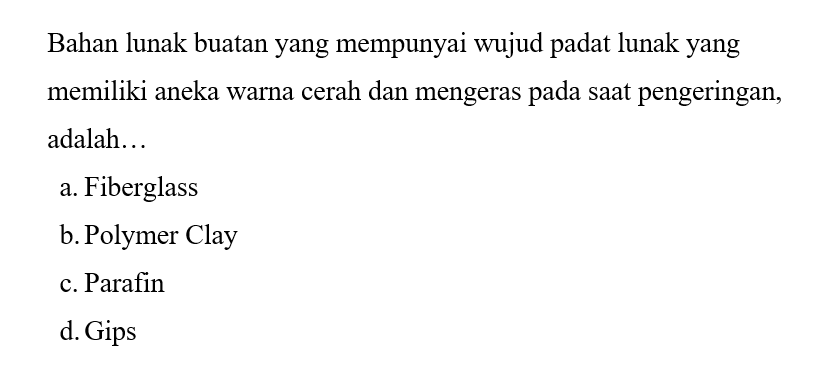 Bahan lunak buatan yang mempunyai wujud padat lunak yang
memiliki aneka warna cerah dan mengeras pada saat pengeringan,
adalah…
a. Fiberglass
b. Polymer Clay
c. Parafin
d. Gips